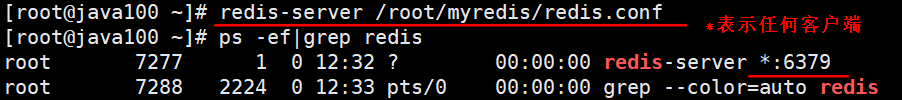 [root@java100 ~]# redis-server /root/myredis/redis.conf
*表示任何客户端
[root@java100 ~]# ps -ef|grep redis
root 7277 1 0 12:32 ? 00:00:00 redis-server *:6379
root 7288 2224 0 12:33 pts/0 00:00:00 grep --color=auto redis